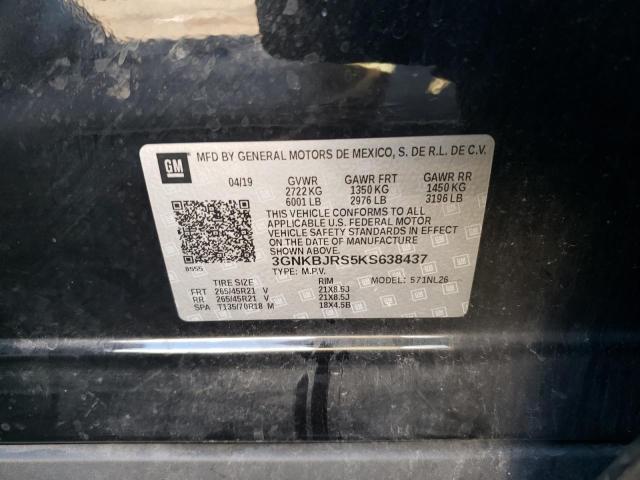 GM MFD BY GENERAL MOTORS DE MEXICO, S. DE R.L. DE C.V.
04/19 GVWR GAWR FRT GAWR RR
2722 KG 1350 KG 1450 KG
6001 LB 2976 LB 3196 LB
THIS VEHICLE CONFORMS TO ALL
APPLICABLE U.S. FEDERAL MOTOR
VEHICLE SAFETY STANDARDS IN
EFFECT ON THE DATE OF MANUFACTURE
SHOWN ABOVE.
3GNKBJRS5KS638437
8555 TYPE: M.P.V. MODEL: 571NL26
TIRE SIZE RIM
FRT 265/45R21 V 21X8.5J
RR 265/45R21 V 21X8.5J
SPA T135/70R18 M 18X4.5B